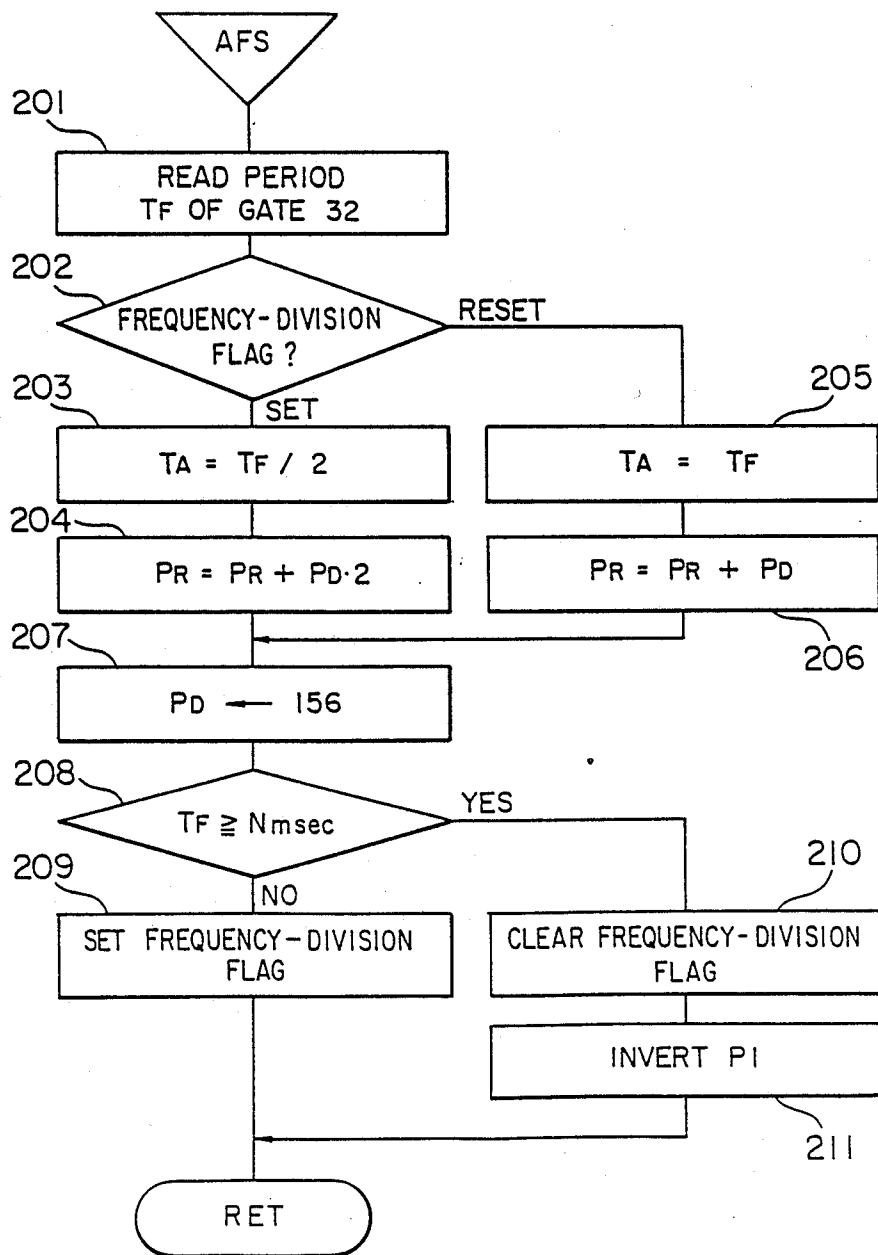 AFS
201
READ PERIOD
TF OF GATE 32
202
FREQUENCY-DIVISION
FLAG ?
RESET
SET
203
TA = TF / 2
205
TA = TF
204
PR = PR + PD·2
PR = PR + PD
206
207
PD ← 156
208
TF ≧ Nmsec
YES
NO
209
SET FREQUENCY-DIVISION
FLAG
210
CLEAR FREQUENCY-DIVISION
FLAG
INVERT P1
211
RET